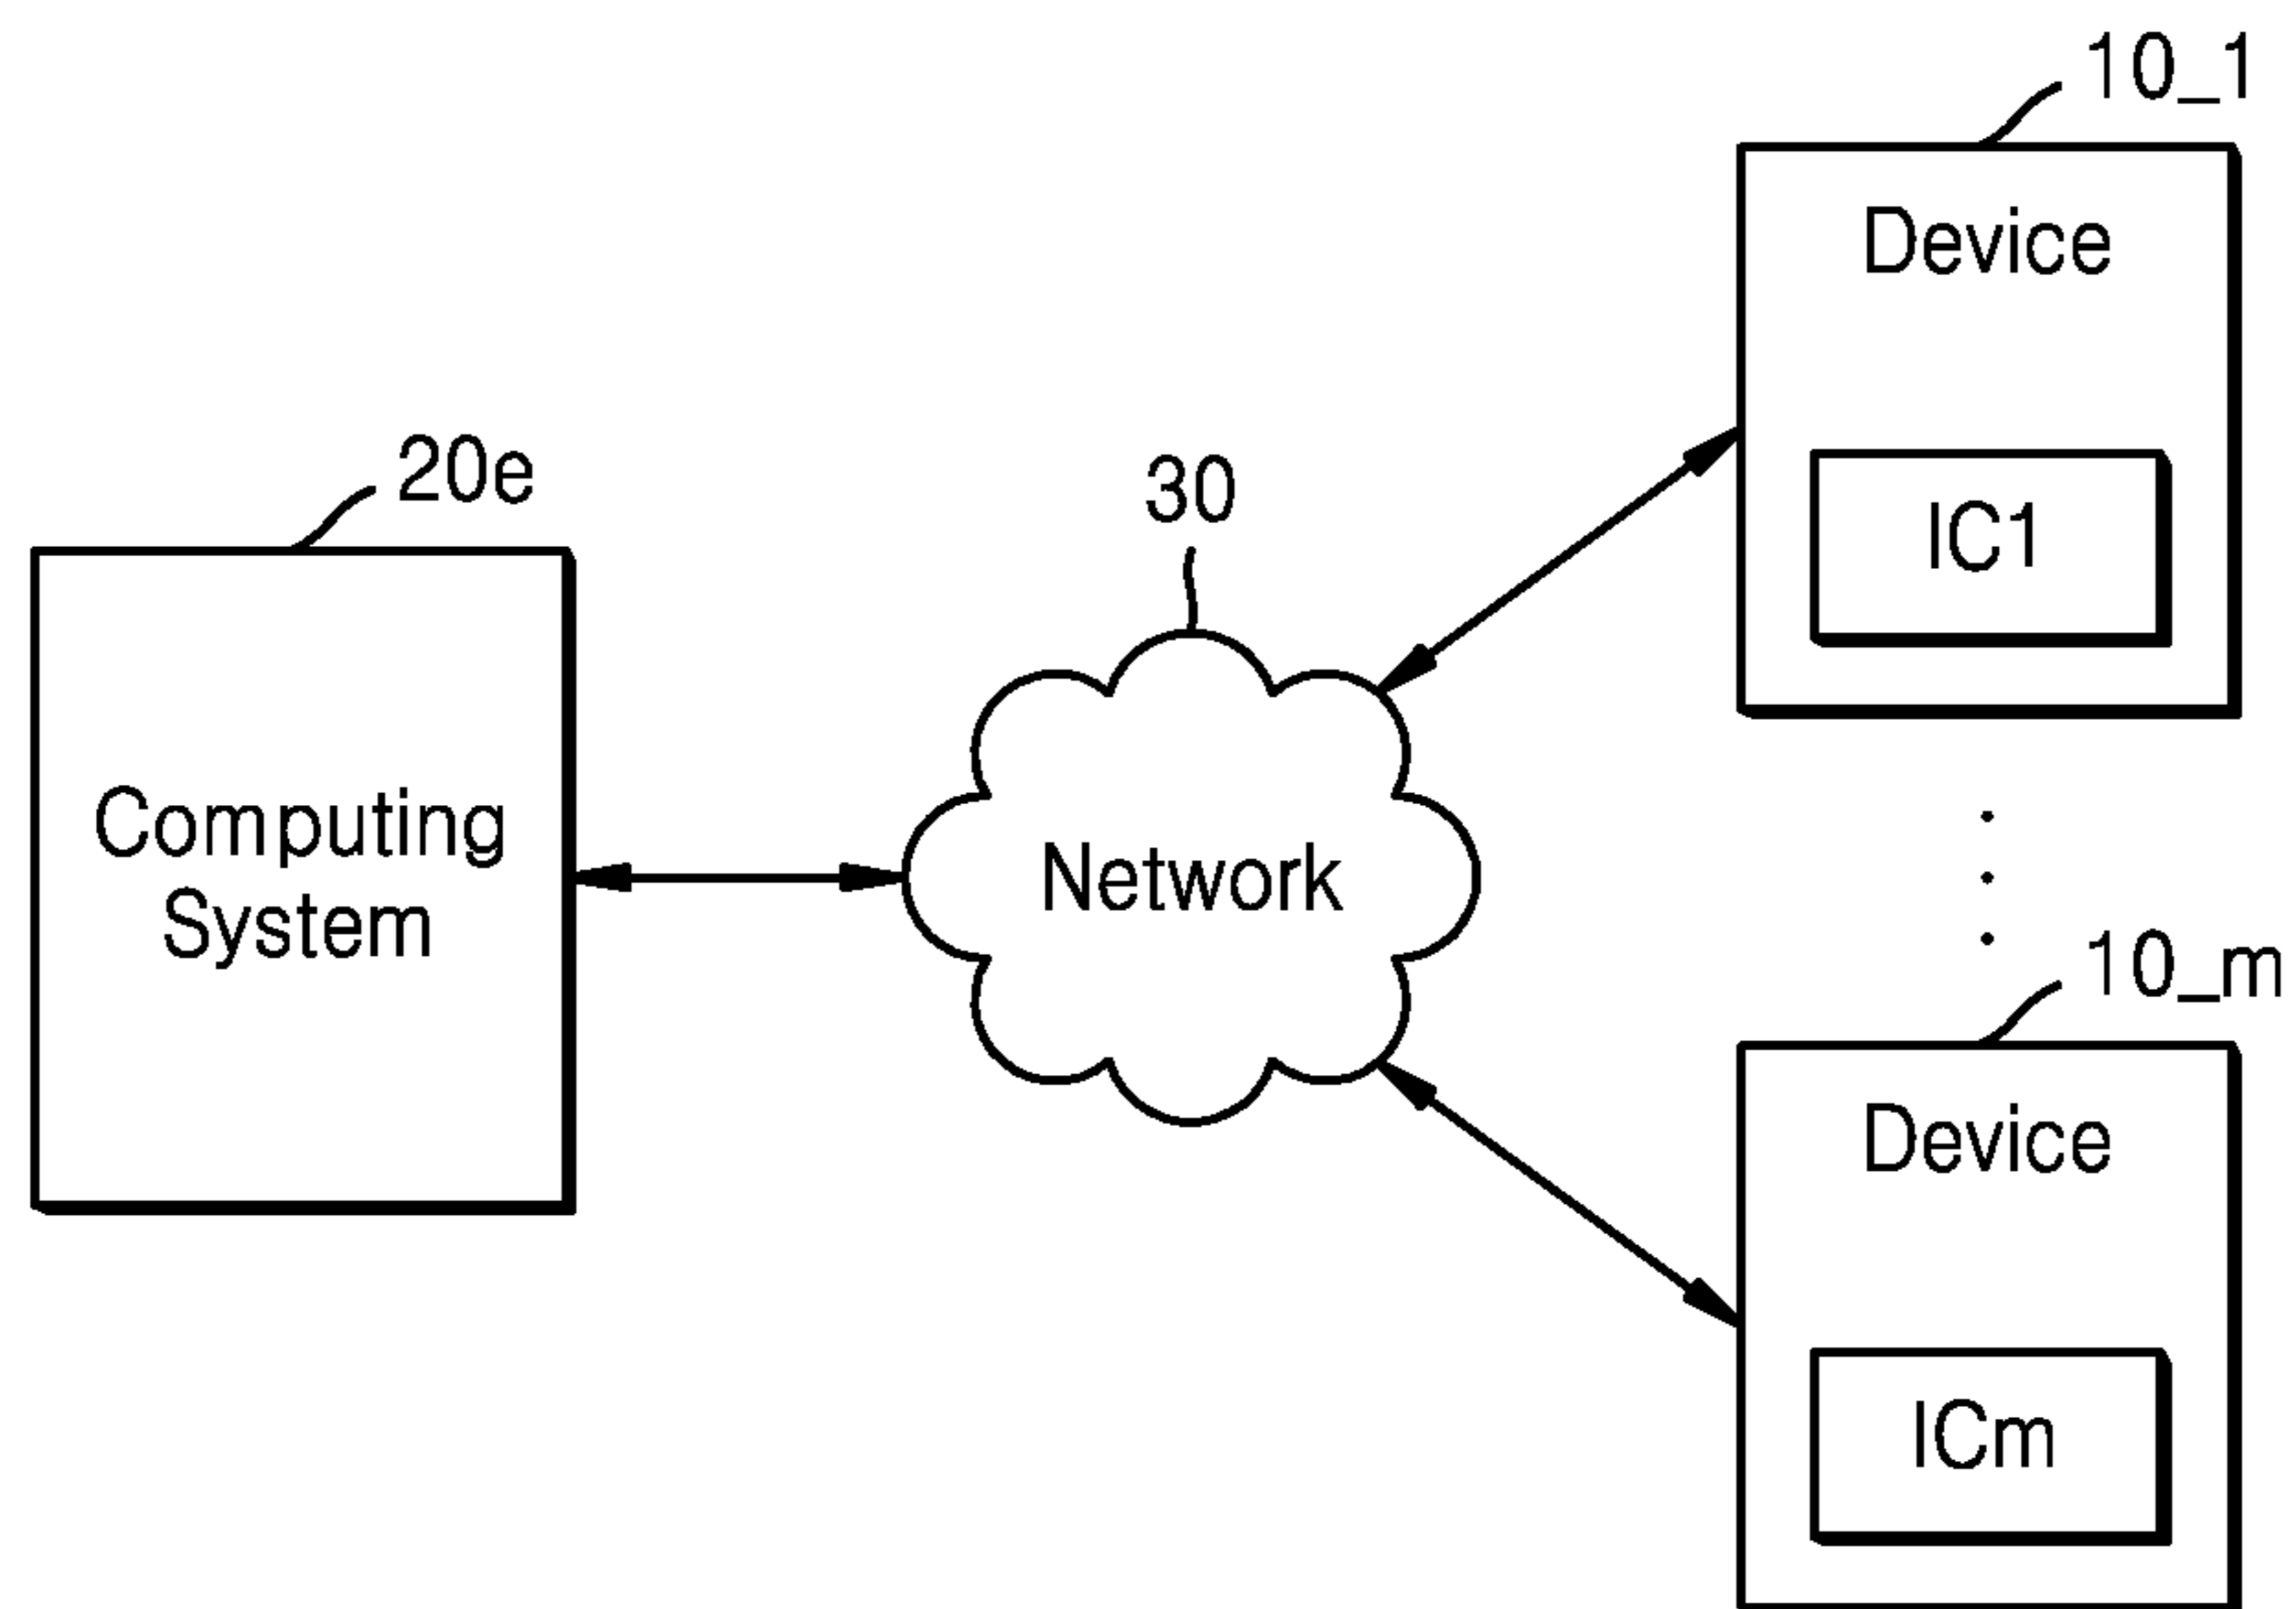 10_1
Device
IC1
20e
Computing
System
30
Network
10_m
Device
ICm